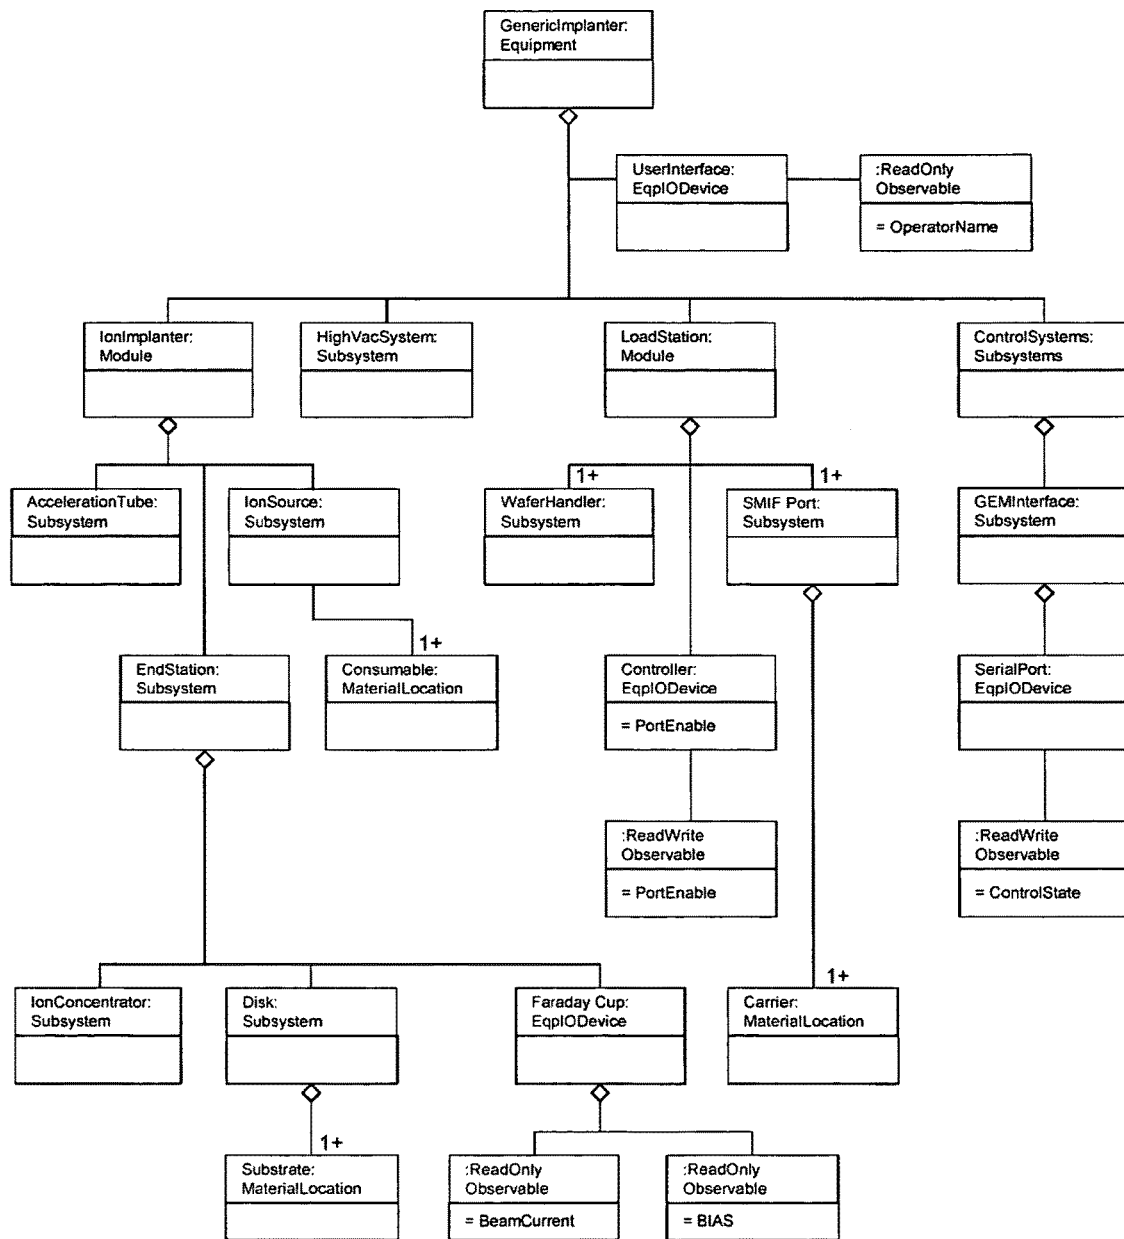 GenericImplanter:
Equipment
UserInterface:
EqpIODevice
:ReadOnly
Observable
= OperatorName
IonImplanter:
Module
HighVacSystem:
Subsystem
LoadStation:
Module
ControlSystems:
Subsystems
AccelerationTube:
Subsystem
IonSource:
Subsystem
1+
WaferHandler:
Subsystem
1+
SMIF Port:
Subsystem
GEMInterface:
Subsystem
EndStation:
Subsystem
1+
Consumable:
MaterialLocation
Controller:
EqpIODevice
= PortEnable
SerialPort:
EqpIODevice
:ReadWrite
Observable
= PortEnable
:ReadWrite
Observable
= ControlState
IonConcentrator:
Subsystem
Disk:
Subsystem
Faraday Cup:
EqpIODevice
1+
Carrier:
MaterialLocation
1+
Substrate:
MaterialLocation
:ReadOnly
Observable
= BeamCurrent
:ReadOnly
Observable
= BIAS